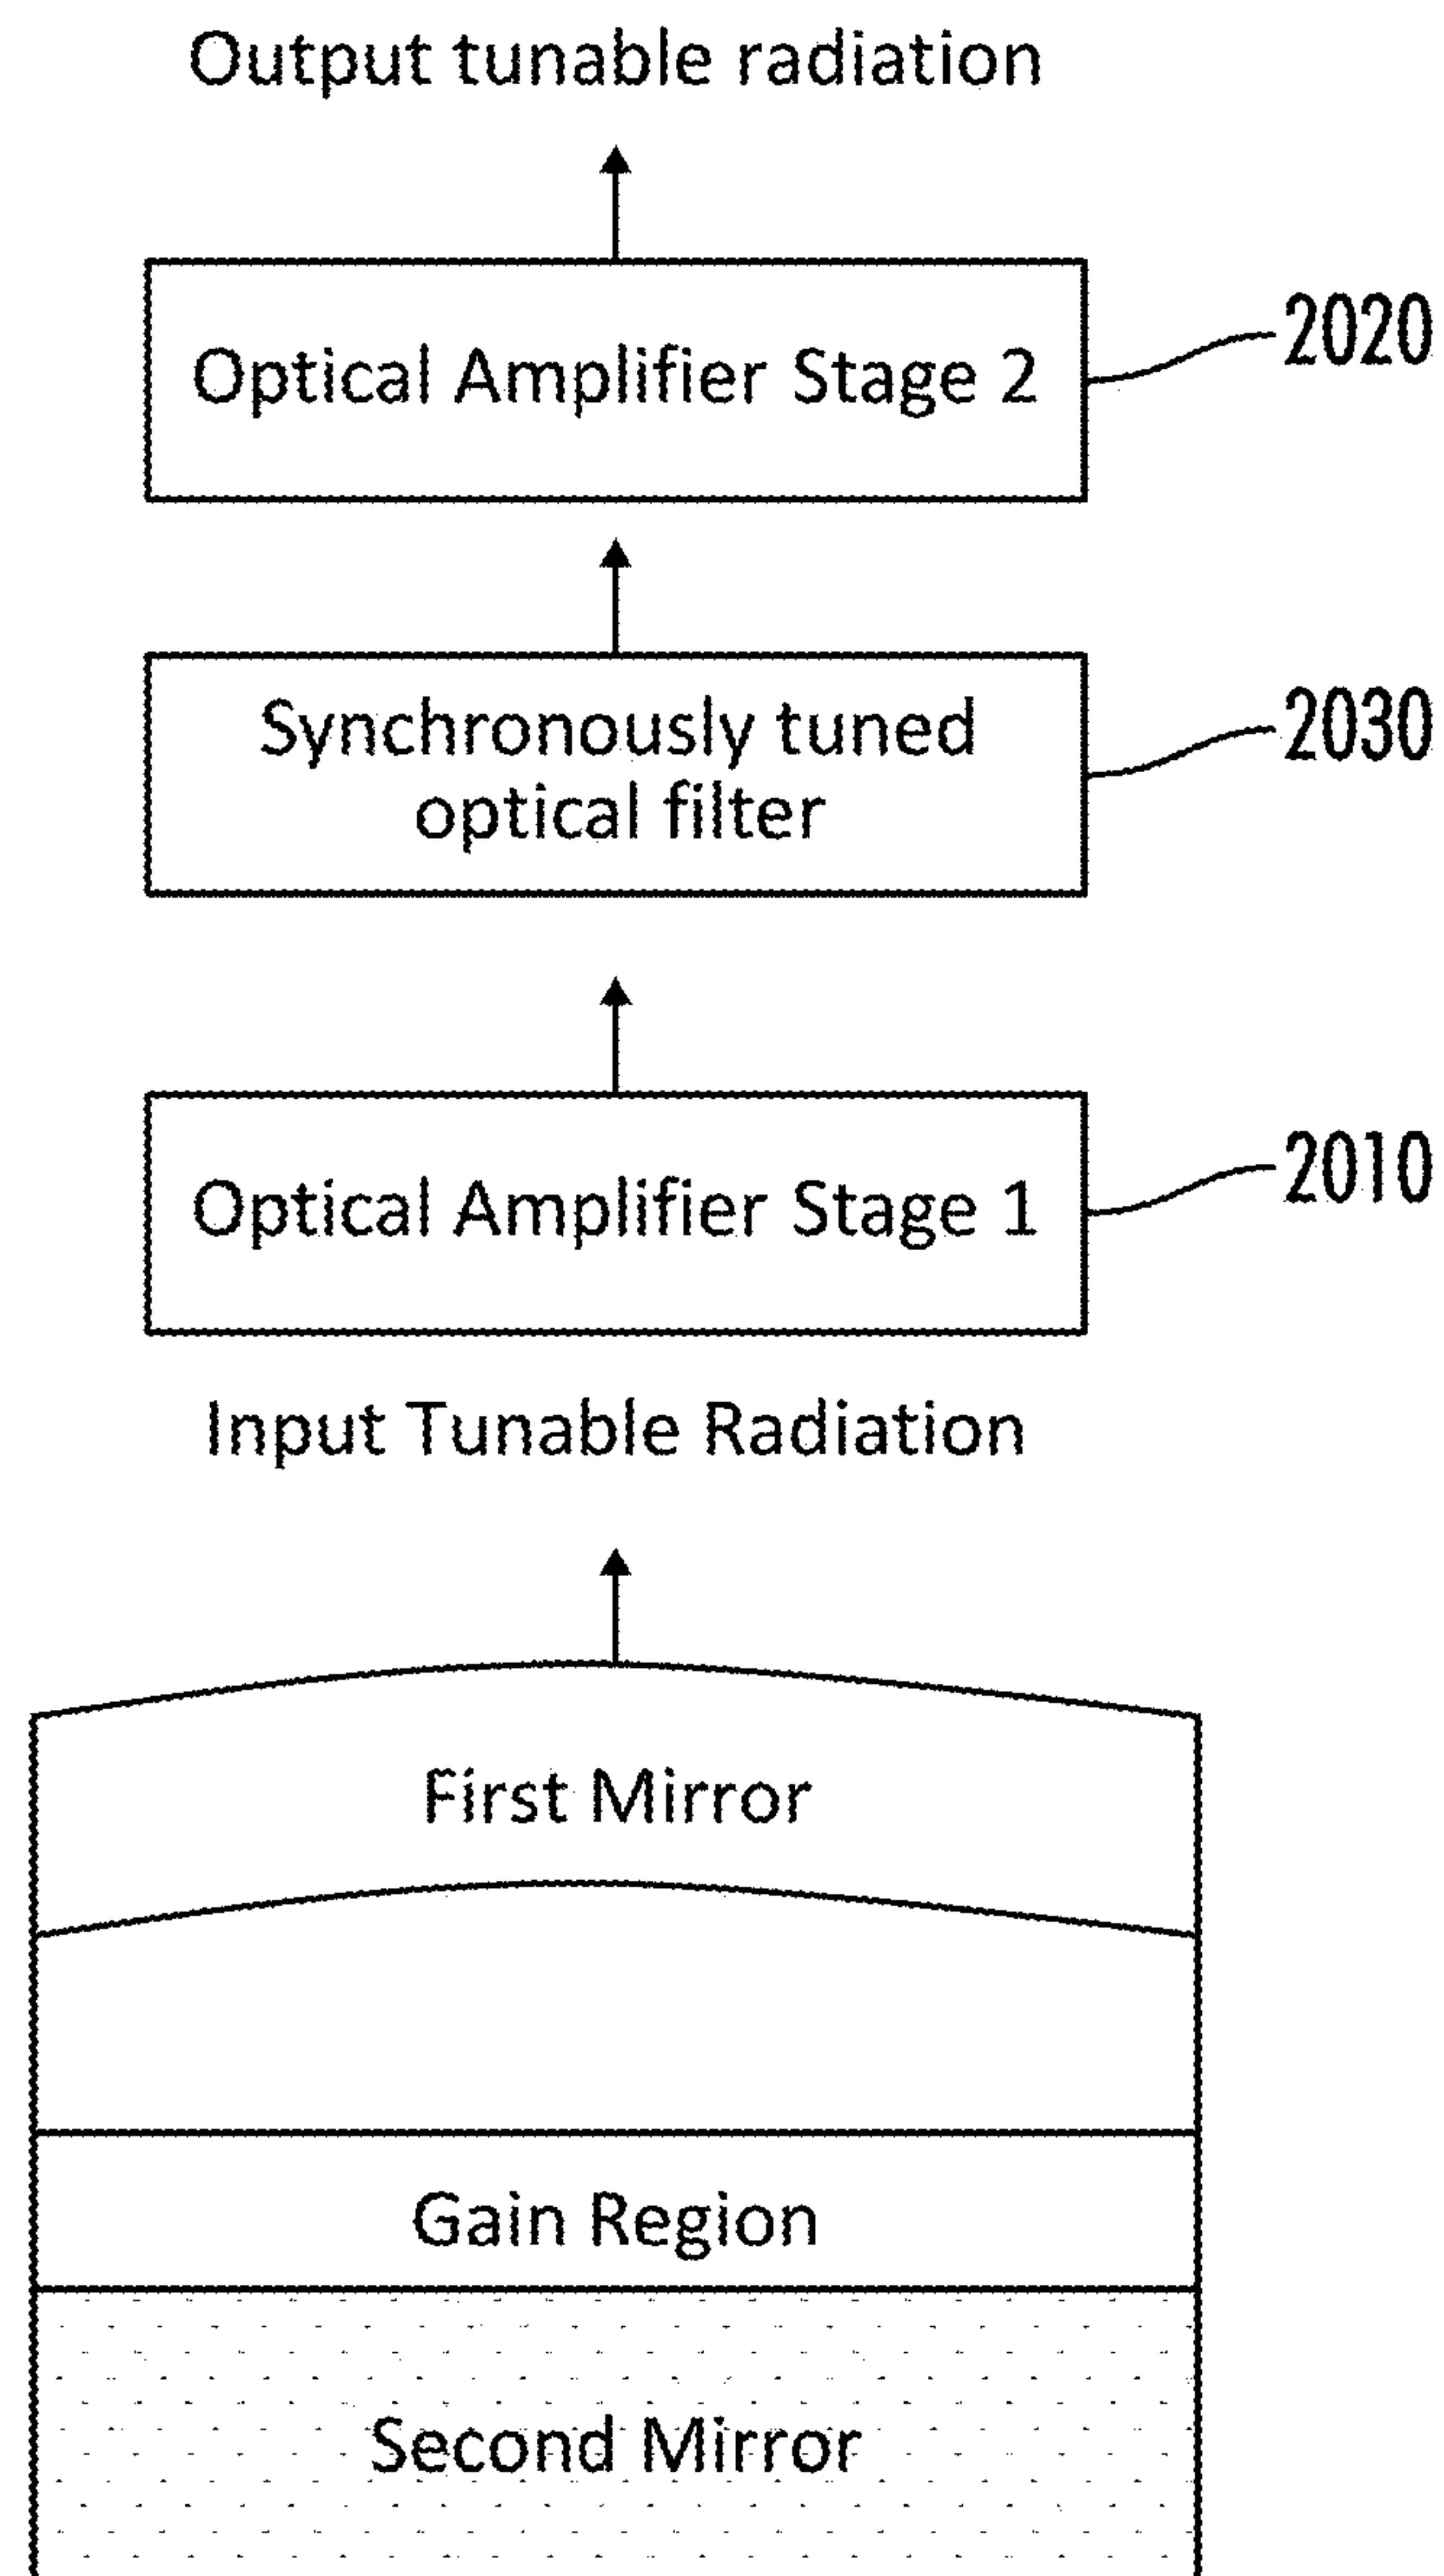 Output tunable radiation
Optical Amplifier Stage 2
2020
Synchronously tuned
optical filter
2030
Optical Amplifier Stage 1
2010
Input Tunable Radiation
First Mirror
Gain Region
Second Mirror